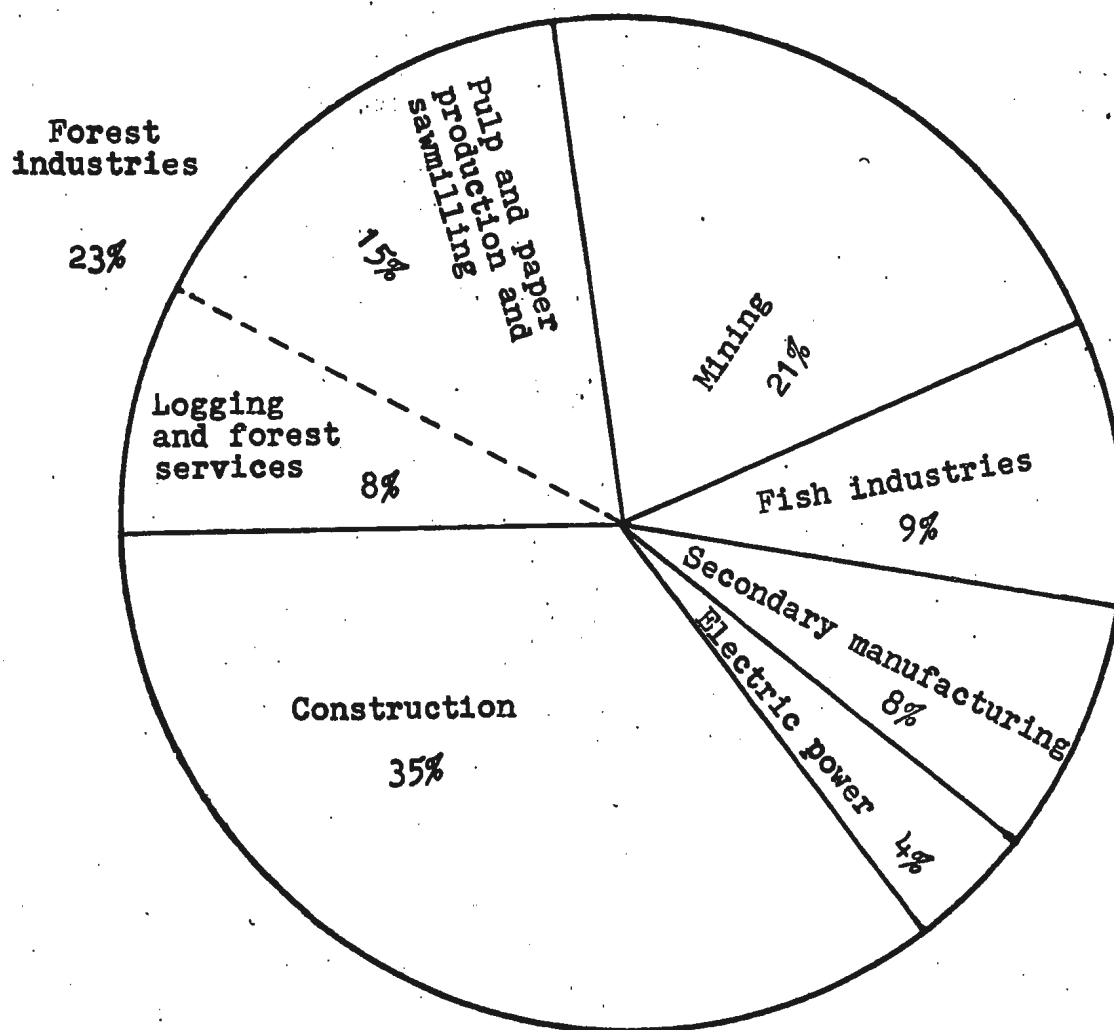 Forest
industries
23%
Pulp and paper
production and
sawmilling
15%
Mining
21%
Logging
and forest
services
8%
Fish industries
9%
Secondary manufacturing
8%
Electric power 4%
Construction
35%